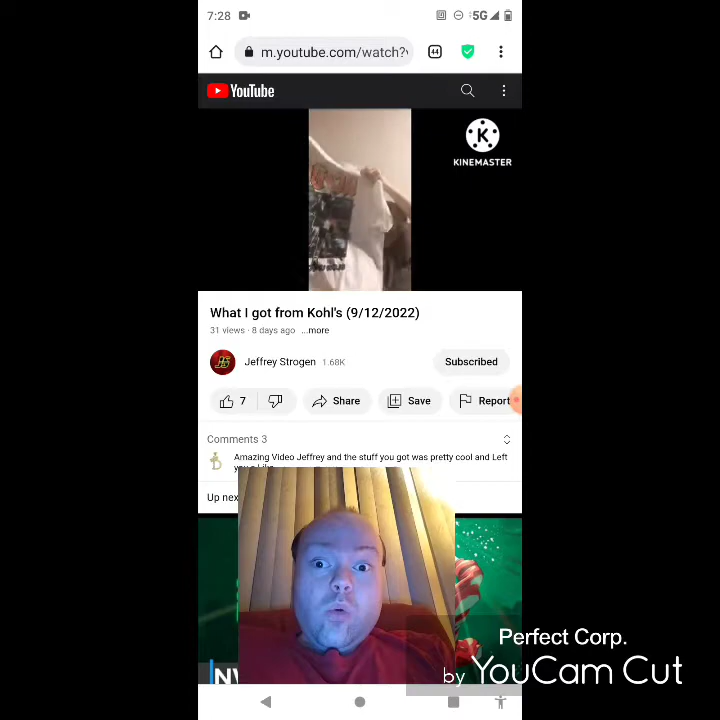 7:28
5G
m.youtube.com/watch?v
44
YouTube
K
KINEMASTER
What I got from Kohl's (9/12/2022)
31 views · 8 days ago ...more
JS
Jeffrey Strogen 1.68K
Subscribed
7
Share
Save
Report
Comments 3
Amazing Video Jeffrey and the stuff you got was pretty cool and Left
Up nex
Perfect Corp.
by YouCam Cut